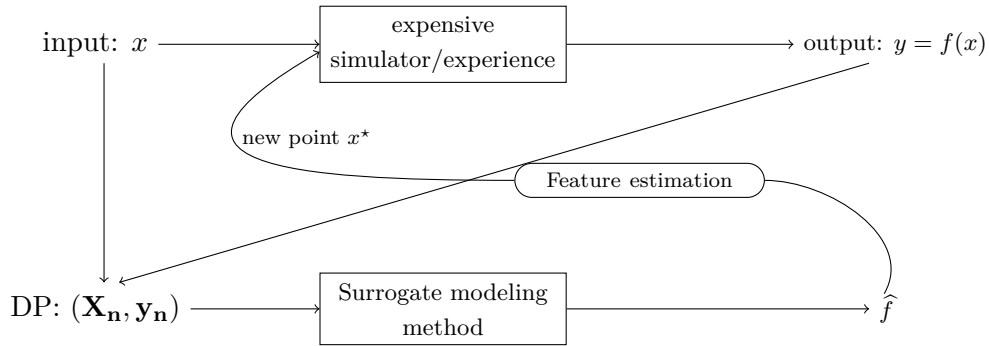 input: x
expensive
simulator/experience
output: y = f(x)
new point x⋆
Feature estimation
DP: (Xₙ, yₙ)
Surrogate modeling
method
f̂